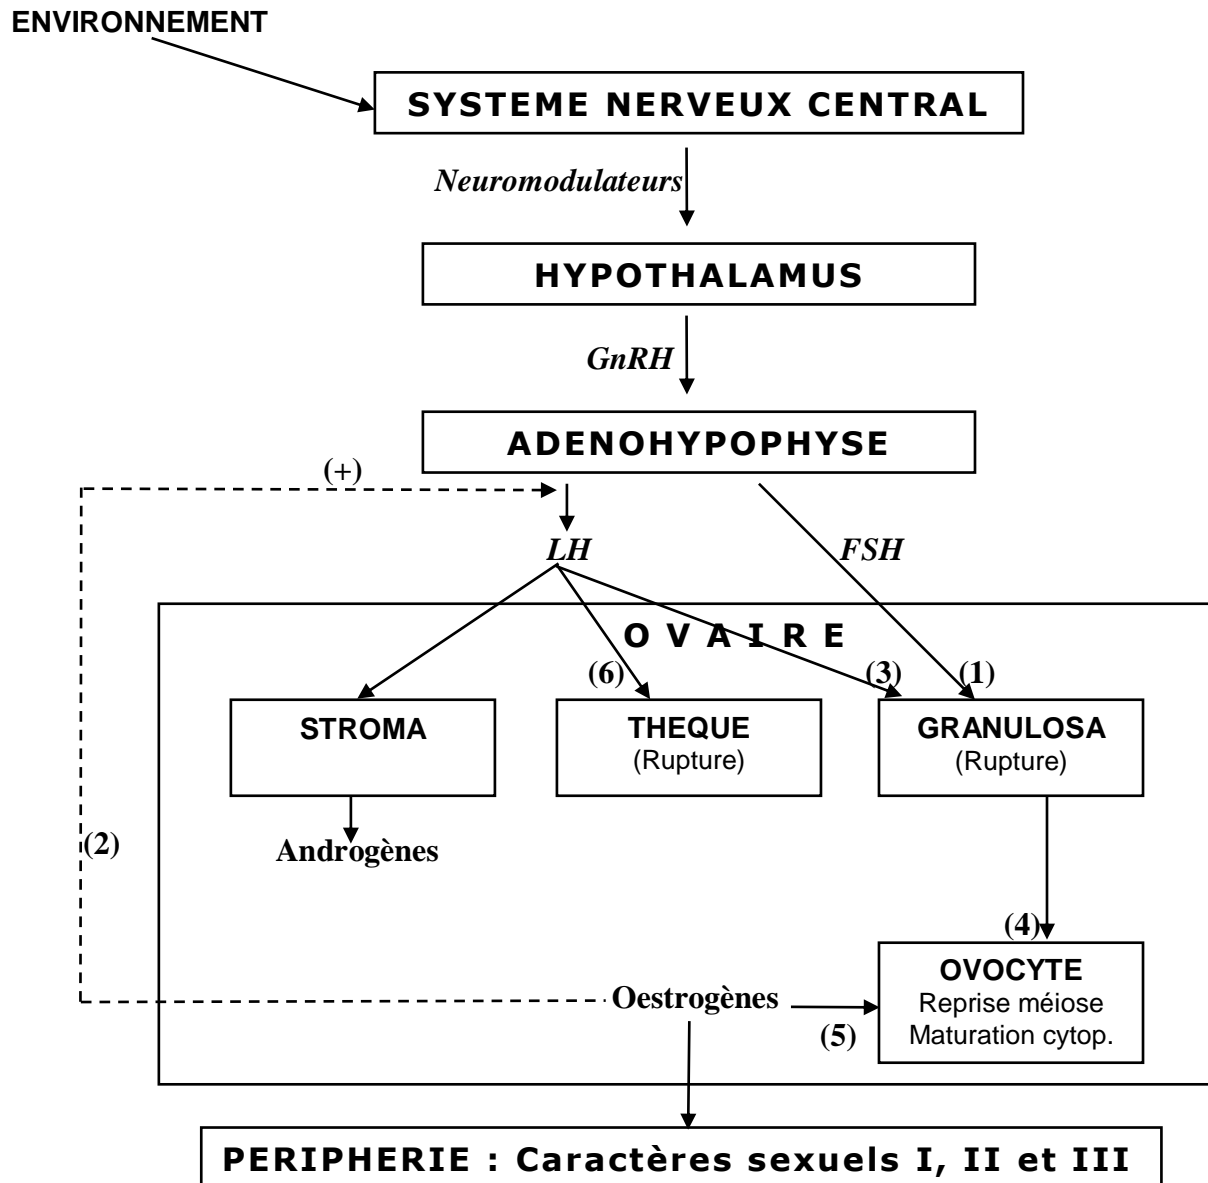 ENVIRONNEMENT
SYSTEME NERVEUX CENTRAL
Neuromodulateurs
HYPOTHALAMUS
GnRH
ADENOHYPOPHYSE
(+)
LH
FSH
OVAIRE
(6)
(3)
(1)
STROMA
THEQUE
(Rupture)
GRANULOSA
(Rupture)
(2)
Androgènes
(4)
OVOCYTE
Reprise méiose
Maturation cytop.
Oestrogènes
(5)
PERIPHERIE : Caractères sexuels I, II et III